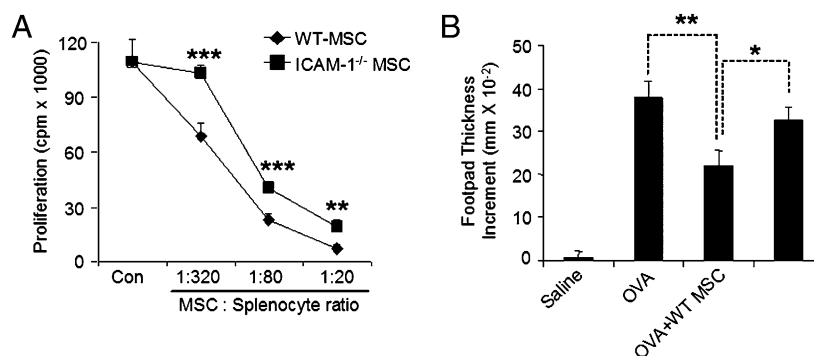 A
Proliferation (cpm x 1000)
120
90
60
30
0
***
***
**
WT-MSC
ICAM-1-/- MSC
Con
1:320
1:80
1:20
MSC : Splenocyte ratio
B
Footpad Thickness
Increment (mm X 10-2)
50
40
30
20
10
0
**
*
Saline
OVA
OVA+WT MSC